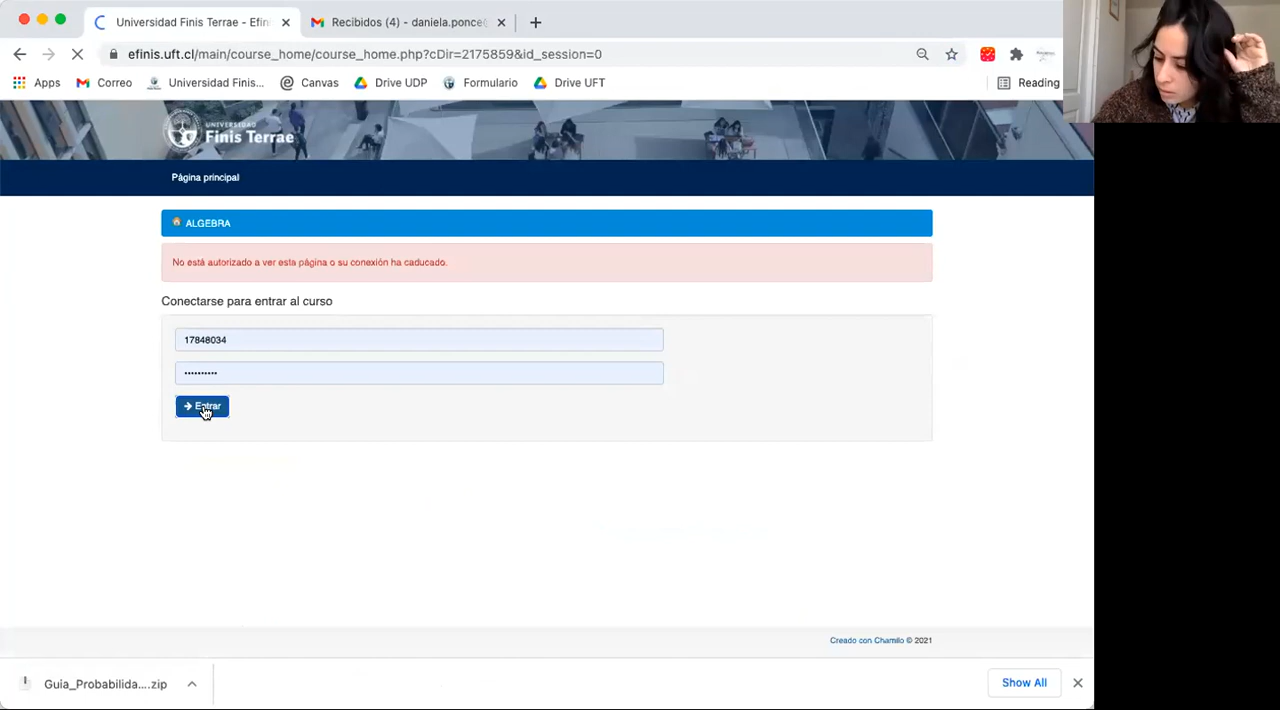 Universidad Finis Terrae - Efin
Recibidos (4) - daniela.ponce@
efinis.uft.cl/main/course_home/course_home.php?cDir=2175859&id_session=0
Apps
Correo
Universidad Finis...
Canvas
Drive UDP
Formulario
Drive UFT
Reading
UNIVERSIDAD
Finis Terrae
Página principal
ALGEBRA
No está autorizado a ver esta página o su conexión ha caducado.
Conectarse para entrar al curso
17848034
••••••••••
Entrar
Creado con Chamilo © 2021
Guia_Probabilida....zip
Show All